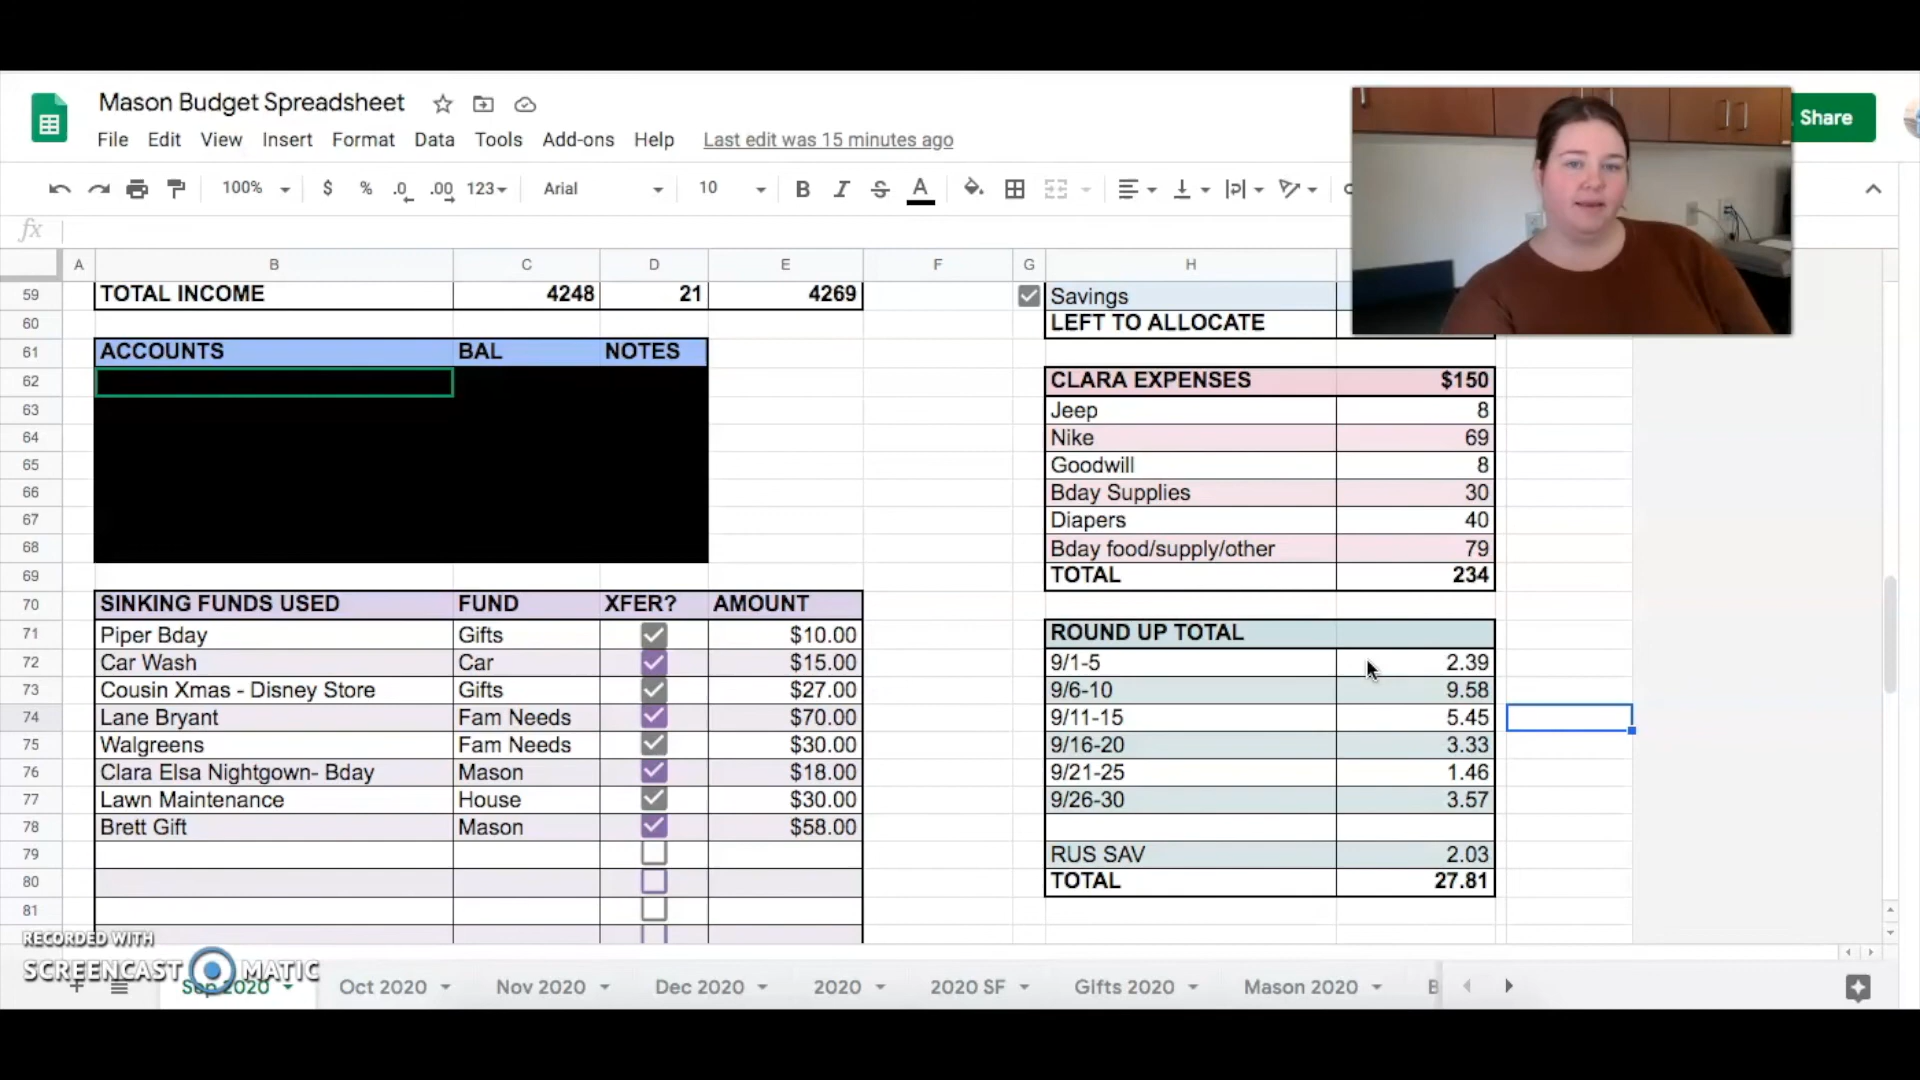 Mason Budget Spreadsheet
File Edit View Insert Format Data Tools Add-ons Help Last edit was 15 minutes ago
Share
100% $ % .0 .00 123 Arial 10 B I S A
fx
A B C D E F G H
59 TOTAL INCOME 4248 21 4269 Savings
60 LEFT TO ALLOCATE
61 ACCOUNTS BAL NOTES
62 CLARA EXPENSES $150
63 Jeep 8
64 Nike 69
65 Goodwill 8
66 Bday Supplies 30
67 Diapers 40
68 Bday food/supply/other 79
69 TOTAL 234
70 SINKING FUNDS USED FUND XFER? AMOUNT
71 Piper Bday Gifts $10.00 ROUND UP TOTAL
72 Car Wash Car $15.00 9/1-5 2.39
73 Cousin Xmas - Disney Store Gifts $27.00 9/6-10 9.58
74 Lane Bryant Fam Needs $70.00 9/11-15 5.45
75 Walgreens Fam Needs $30.00 9/16-20 3.33
76 Clara Elsa Nightgown- Bday Mason $18.00 9/21-25 1.46
77 Lawn Maintenance House $30.00 9/26-30 3.57
78 Brett Gift Mason $58.00
79 RUS SAV 2.03
80 TOTAL 27.81
81
RECORDED WITH
SCREENCAST MATIC
Sep 2020 Oct 2020 Nov 2020 Dec 2020 2020 2020 SF Gifts 2020 Mason 2020